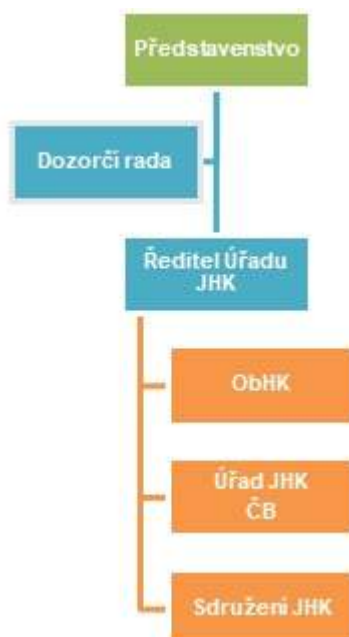 Představenstvo
Dozorčí rada
Ředitel Úřadu
JHK
ObHK
Úřad JHK
ČB
Sdružení JHK